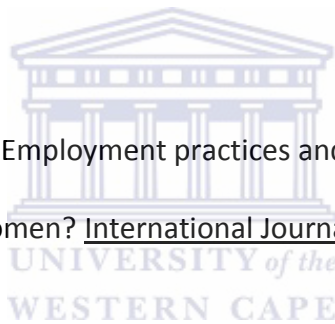 Employment practices and
omen? International Journa
UNIVERSITY of the
WESTERN CAPE